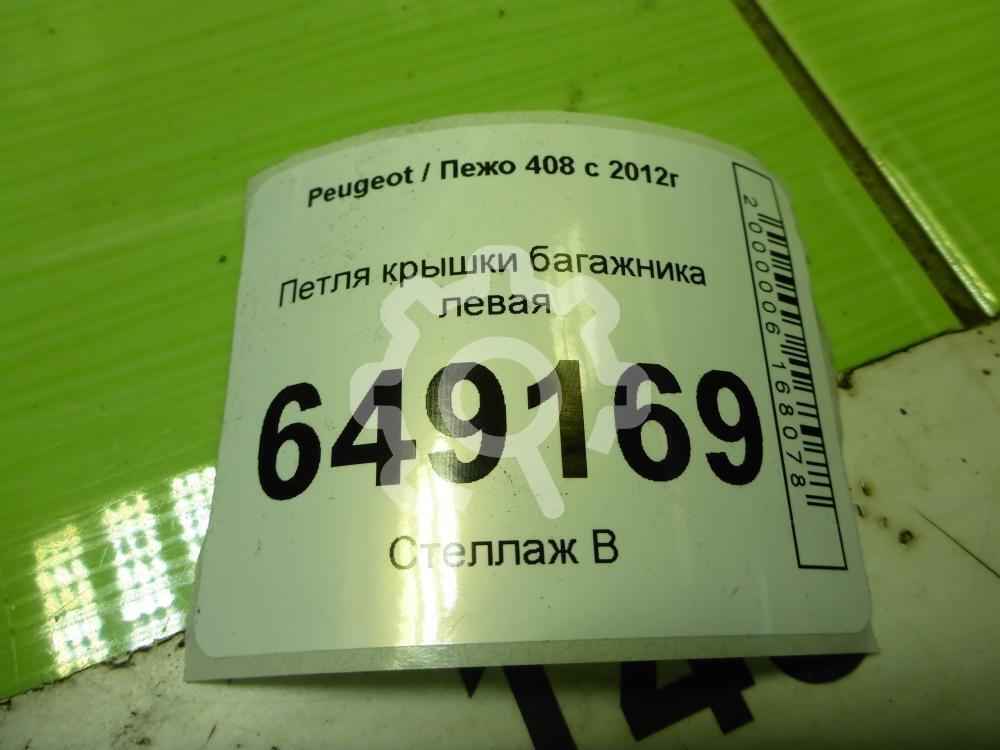 Peugeot / Пежо 408 с 2012г
Петля крышки багажника
левая
649169
Стеллаж В
2000006168078